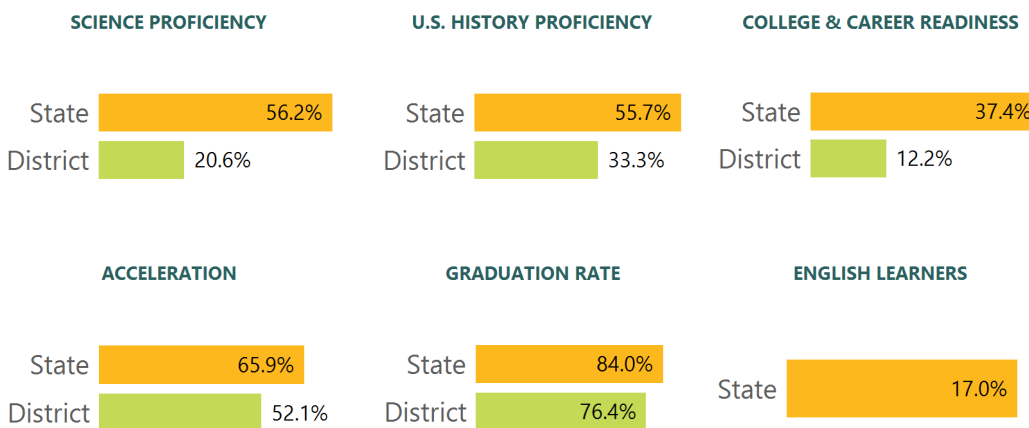 SCIENCE PROFICIENCY
State 56.2%
District 20.6%
U.S. HISTORY PROFICIENCY
State 55.7%
District 33.3%
COLLEGE & CAREER READINESS
State 37.4%
District 12.2%
ACCELERATION
State 65.9%
District 52.1%
GRADUATION RATE
State 84.0%
District 76.4%
ENGLISH LEARNERS
State 17.0%